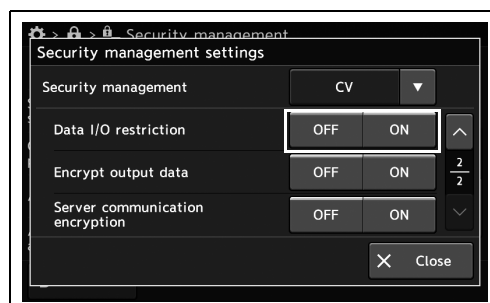 > > Security management
Security management settings
Security management CV ▼
Data I/O restriction OFF ON
2
2
Encrypt output data OFF ON
Server communication
encryption OFF ON
× Close